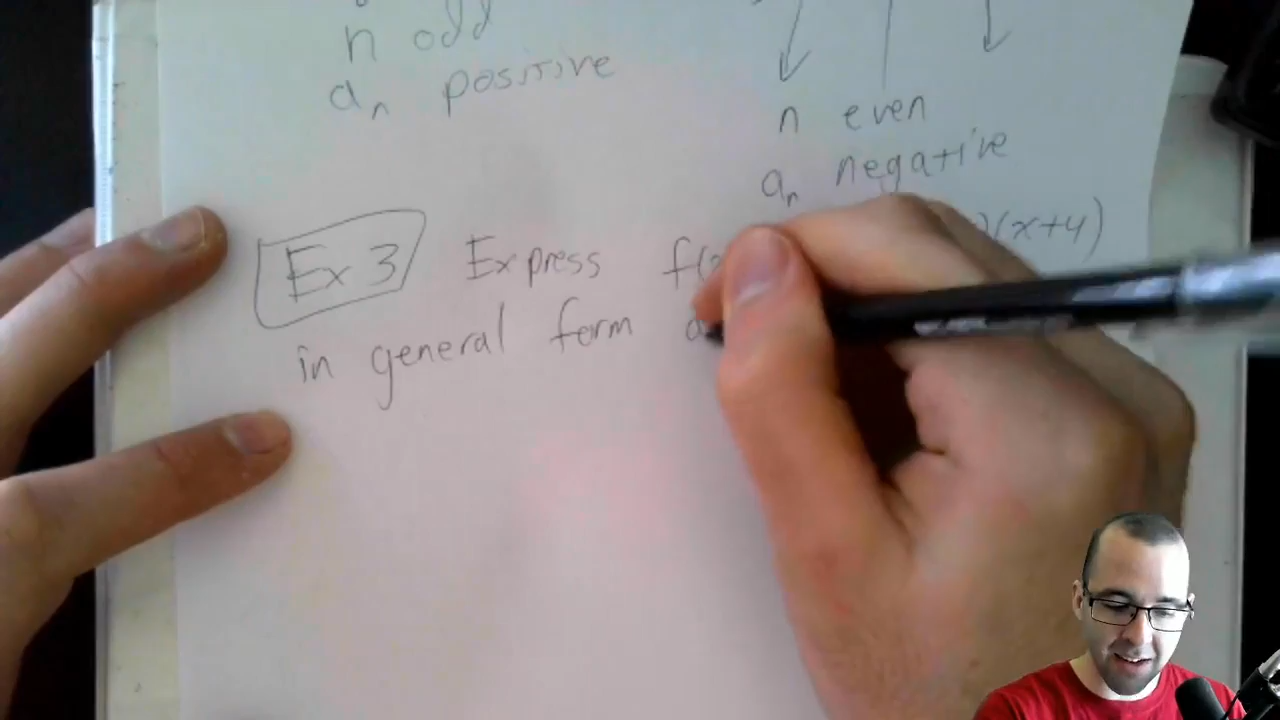 n odd
aₙ positive
n even
aₙ negative
Ex 3 Express f( )(x+4)
in general form